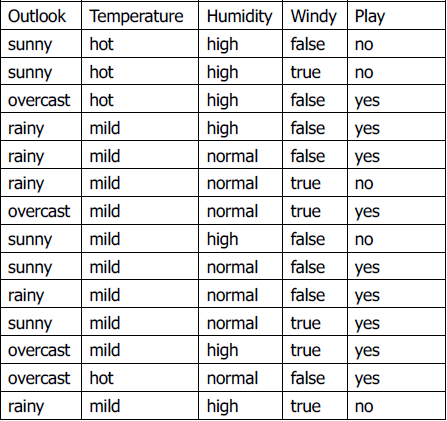 Outlook Temperature Humidity Windy Play
sunny hot high false no
sunny hot high true no
overcast hot high false yes
rainy mild high false yes
rainy mild normal false yes
rainy mild normal true no
overcast mild normal true yes
sunny mild high false no
sunny mild normal false yes
rainy mild normal false yes
sunny mild normal true yes
overcast mild high true yes
overcast hot normal false yes
rainy mild high true no